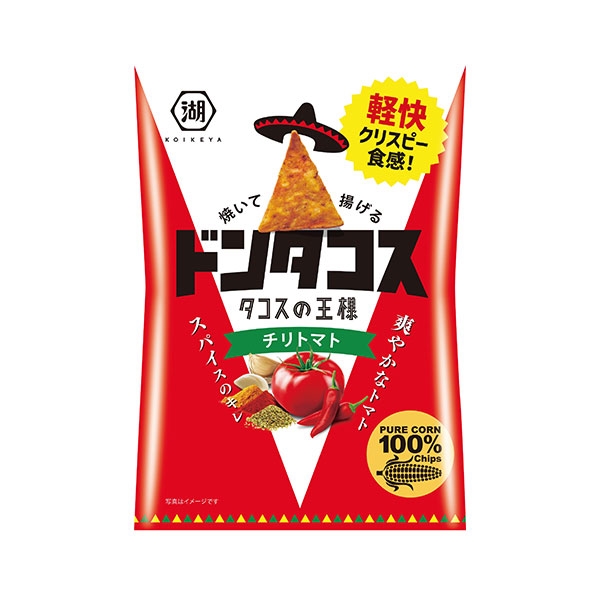 湖
KOIKEYA
軽快
クリスピー
食感!
焼いて 揚げる
ドンタコス
タコスの王様
チリトマト
スパイスのキレ
爽やかなトマト
PURE CORN
100%
Chips
写真はイメージです